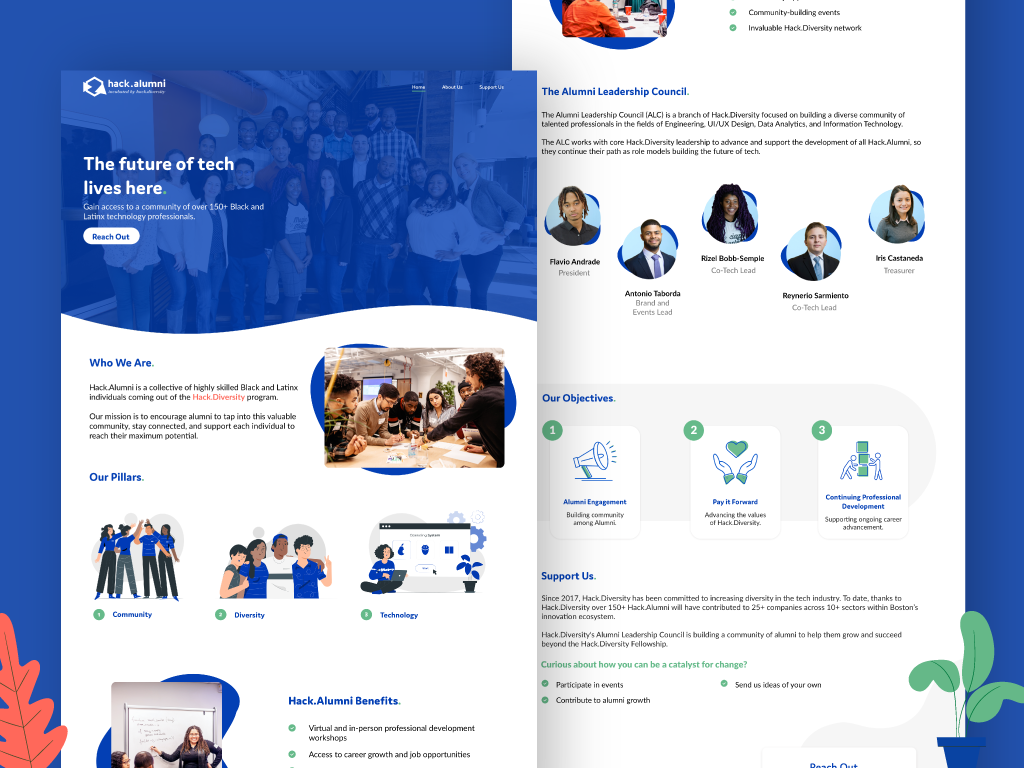 hack.alumni
incubated by hack.diversity
Home
About Us
Support Us
The future of tech
lives here.
Gain access to a community of over 150+ Black and
Latinx technology professionals.
Reach Out
Who We Are.
Hack.Alumni is a collective of highly skilled Black and Latinx
individuals coming out of the Hack.Diversity program.
Our mission is to encourage alumni to tap into this valuable
community, stay connected, and support each individual to
reach their maximum potential.
Our Pillars.
Operating System
Start
1 Community
2 Diversity
3 Technology
Hack.Alumni Benefits.
Virtual and in-person professional development
workshops
Access to career growth and job opportunities
Community-building events
Invaluable Hack.Diversity network
The Alumni Leadership Council.
The Alumni Leadership Council (ALC) is a branch of Hack.Diversity focused on building a diverse community of
talented professionals in the fields of Engineering, UI/UX Design, Data Analytics, and Information Technology.
The ALC works with core Hack.Diversity leadership to advance and support the development of all Hack.Alumni, so
they continue their path as role models building the future of tech.
Flavio Andrade
President
Antonio Taborda
Brand and
Events Lead
Rizel Bobb-Semple
Co-Tech Lead
Reynerio Sarmiento
Co-Tech Lead
Iris Castaneda
Treasurer
Our Objectives.
1
Alumni Engagement
Building community
among Alumni.
2
Pay it Forward
Advancing the values
of Hack.Diversity.
3
Continuing Professional
Development
Supporting ongoing career
advancement.
Support Us.
Since 2017, Hack.Diversity has been committed to increasing diversity in the tech industry. To date, thanks to
Hack.Diversity over 150+ Hack.Alumni will have contributed to 25+ companies across 10+ sectors within Boston's
innovation ecosystem.
Hack.Diversity's Alumni Leadership Council is building a community of alumni to help them grow and succeed
beyond the Hack.Diversity Fellowship.
Curious about how you can be a catalyst for change?
Participate in events
Send us ideas of your own
Contribute to alumni growth
Reach Out